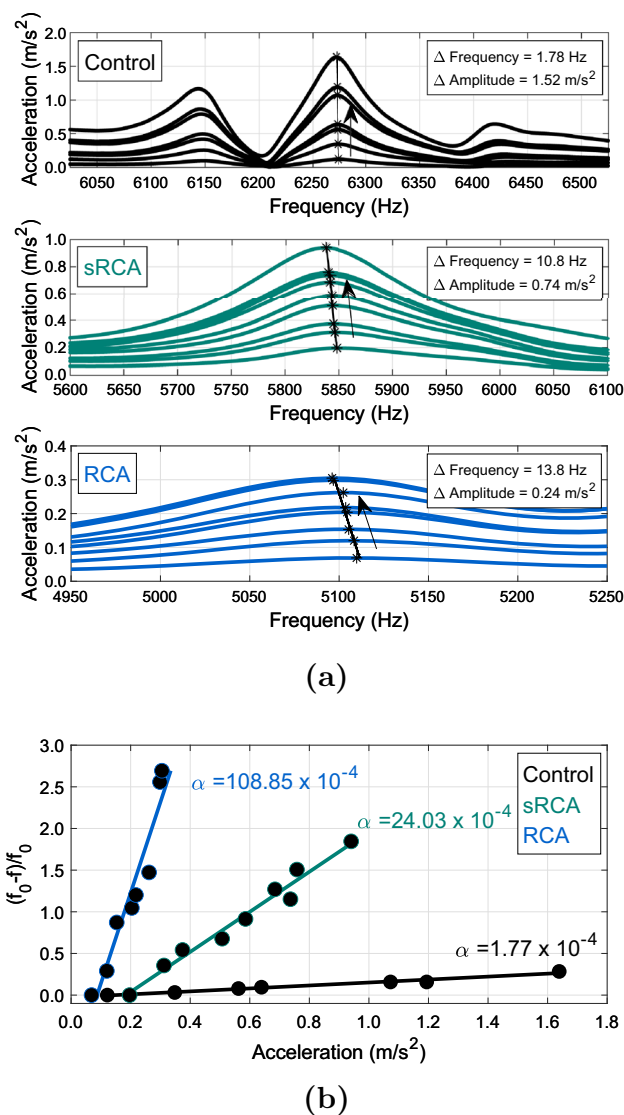 2.0
1.5
1.0
0.5
0.0
Acceleration (m/s²)
Control
Δ Frequency = 1.78 Hz
Δ Amplitude = 1.52 m/s²
6050 6100 6150 6200 6250 6300 6350 6400 6450 6500
Frequency (Hz)
1.0
0.8
0.6
0.4
0.2
0.0
Acceleration (m/s²)
sRCA
Δ Frequency = 10.8 Hz
Δ Amplitude = 0.74 m/s²
5600 5650 5700 5750 5800 5850 5900 5950 6000 6050 6100
Frequency (Hz)
0.4
0.3
0.2
0.1
0.0
Acceleration (m/s²)
RCA
Δ Frequency = 13.8 Hz
Δ Amplitude = 0.24 m/s²
4950 5000 5050 5100 5150 5200 5250
Frequency (Hz)
(a)
3.0
2.5
2.0
1.5
1.0
0.5
0.0
(f₀-f)/f₀
α =108.85 x 10⁻⁴
α =24.03 x 10⁻⁴
α =1.77 x 10⁻⁴
Control
sRCA
RCA
0.0 0.2 0.4 0.6 0.8 1.0 1.2 1.4 1.6 1.8
Acceleration (m/s²)
(b)